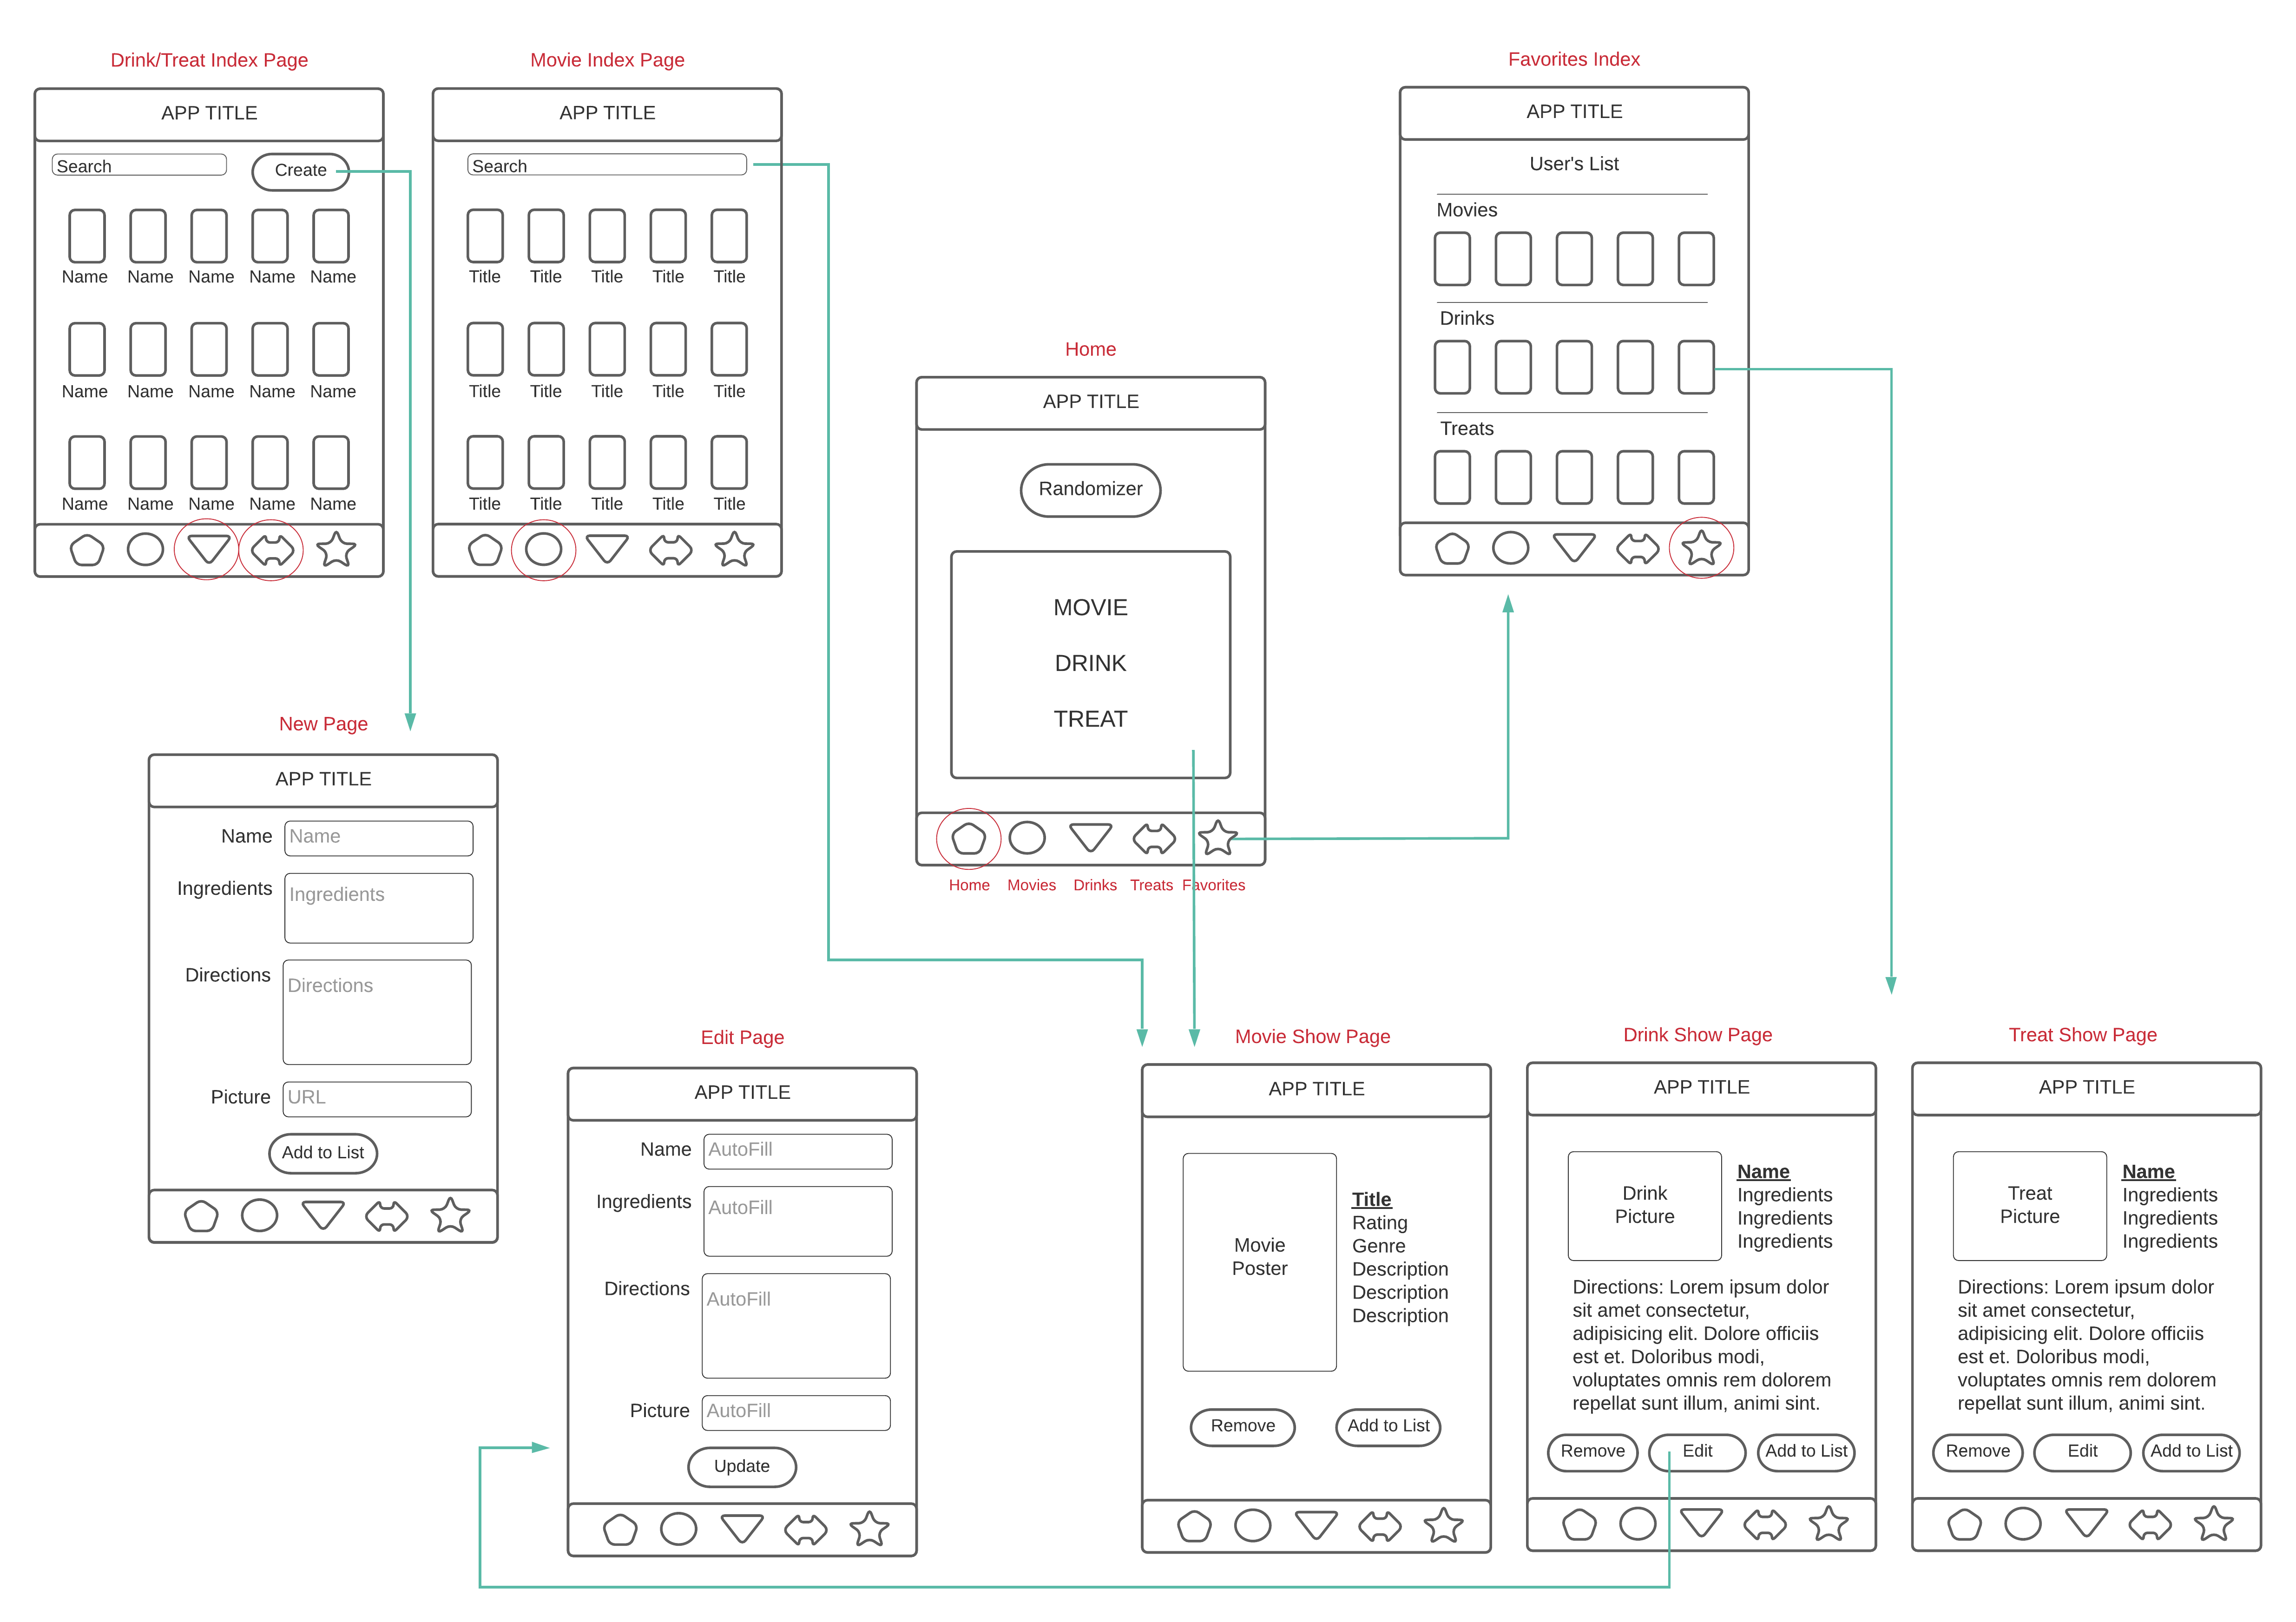 Drink/Treat Index Page
APP TITLE
Search
Create
Name Name Name Name Name
Name Name Name Name Name
Name Name Name Name Name
Movie Index Page
APP TITLE
Search
Title Title Title Title Title
Title Title Title Title Title
Title Title Title Title Title
Home
APP TITLE
Randomizer
MOVIE
DRINK
TREAT
Home Movies Drinks Treats Favorites
Favorites Index
APP TITLE
User's List
Movies
Drinks
Treats
New Page
APP TITLE
Name Name
Ingredients Ingredients
Directions Directions
Picture URL
Add to List
Edit Page
APP TITLE
Name AutoFill
Ingredients AutoFill
Directions AutoFill
Picture AutoFill
Update
Movie Show Page
APP TITLE
Movie
Poster
Title
Rating
Genre
Description
Description
Description
Remove Add to List
Drink Show Page
APP TITLE
Drink
Picture
Name
Ingredients
Ingredients
Ingredients
Directions: Lorem ipsum dolor
sit amet consectetur,
adipisicing elit. Dolore officiis
est et. Doloribus modi,
voluptates omnis rem dolorem
repellat sunt illum, animi sint.
Remove Edit Add to List
Treat Show Page
APP TITLE
Treat
Picture
Name
Ingredients
Ingredients
Ingredients
Directions: Lorem ipsum dolor
sit amet consectetur,
adipisicing elit. Dolore officiis
est et. Doloribus modi,
voluptates omnis rem dolorem
repellat sunt illum, animi sint.
Remove Edit Add to List